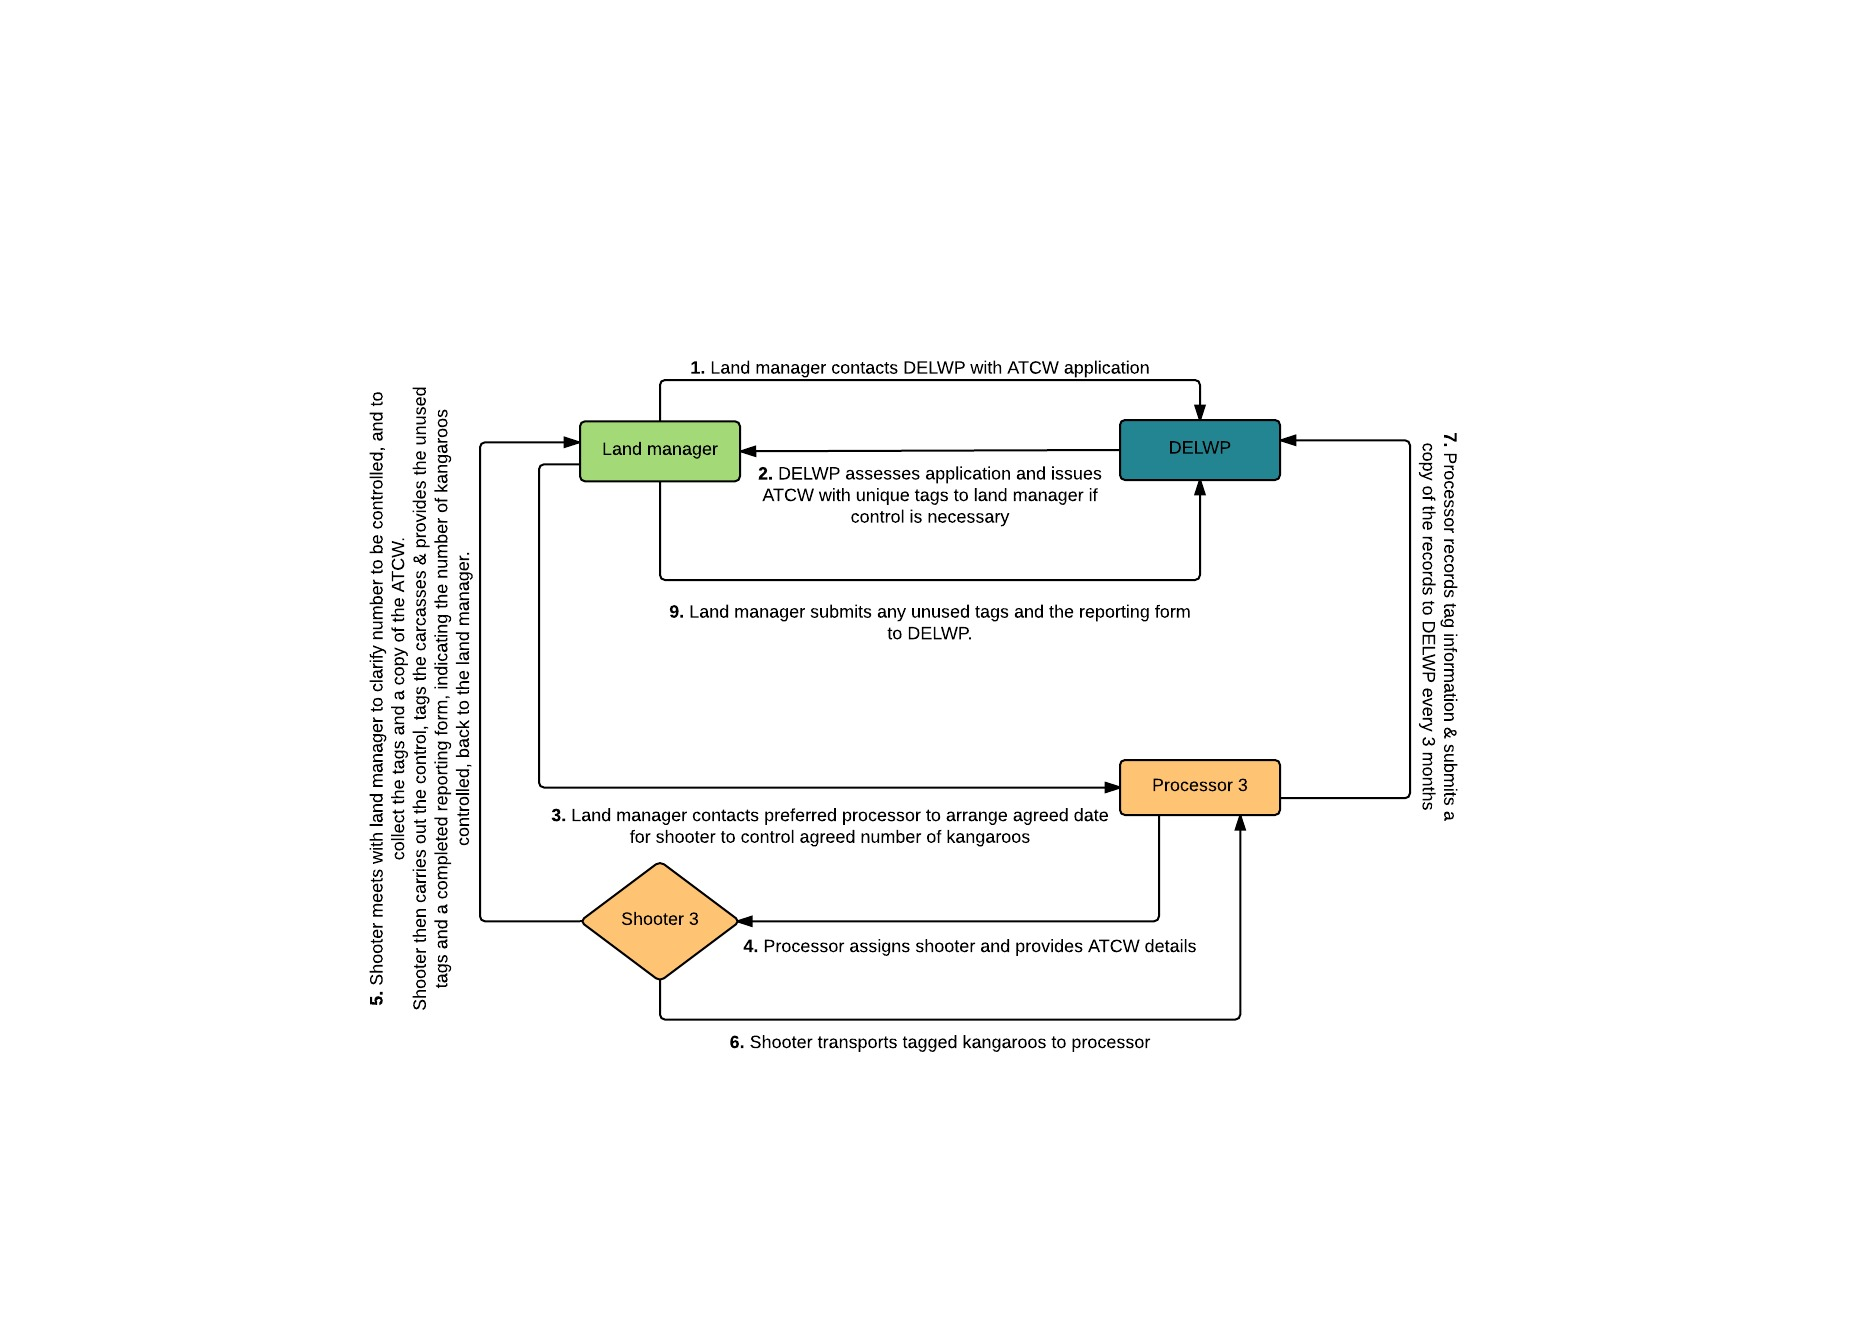 1. Land manager contacts DELWP with ATCW application
Land manager
DELWP
2. DELWP assesses application and issues
ATCW with unique tags to land manager if
control is necessary
9. Land manager submits any unused tags and the reporting form
to DELWP.
5. Shooter meets with land manager to clarify number to be controlled, and to
collect the tags and a copy of the ATCW.
Shooter then carries out the control, tags the carcasses & provides the unused
tags and a completed reporting form, indicating the number of kangaroos
controlled, back to the land manager.
7. Processor records tag information & submits a
copy of the records to DELWP every 3 months
Processor 3
3. Land manager contacts preferred processor to arrange agreed date
for shooter to control agreed number of kangaroos
Shooter 3
4. Processor assigns shooter and provides ATCW details
6. Shooter transports tagged kangaroos to processor